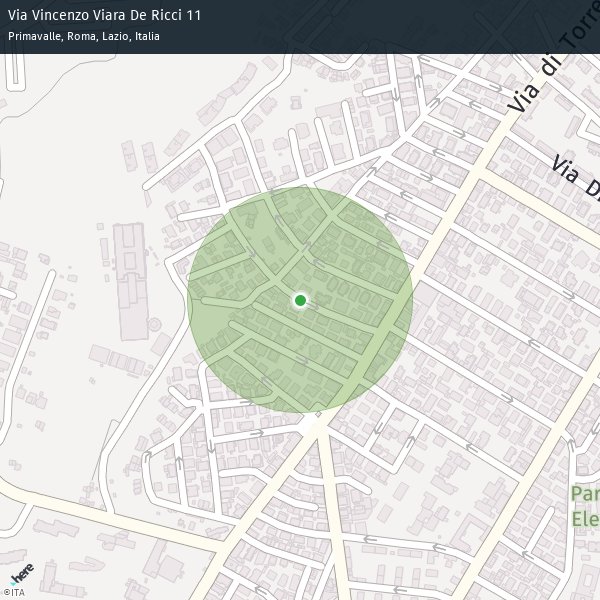 Via Vincenzo Viara De Ricci 11
Primavalle, Roma, Lazio, Italia
Via di Torre
Via D
Par
Ele
here
©ITA